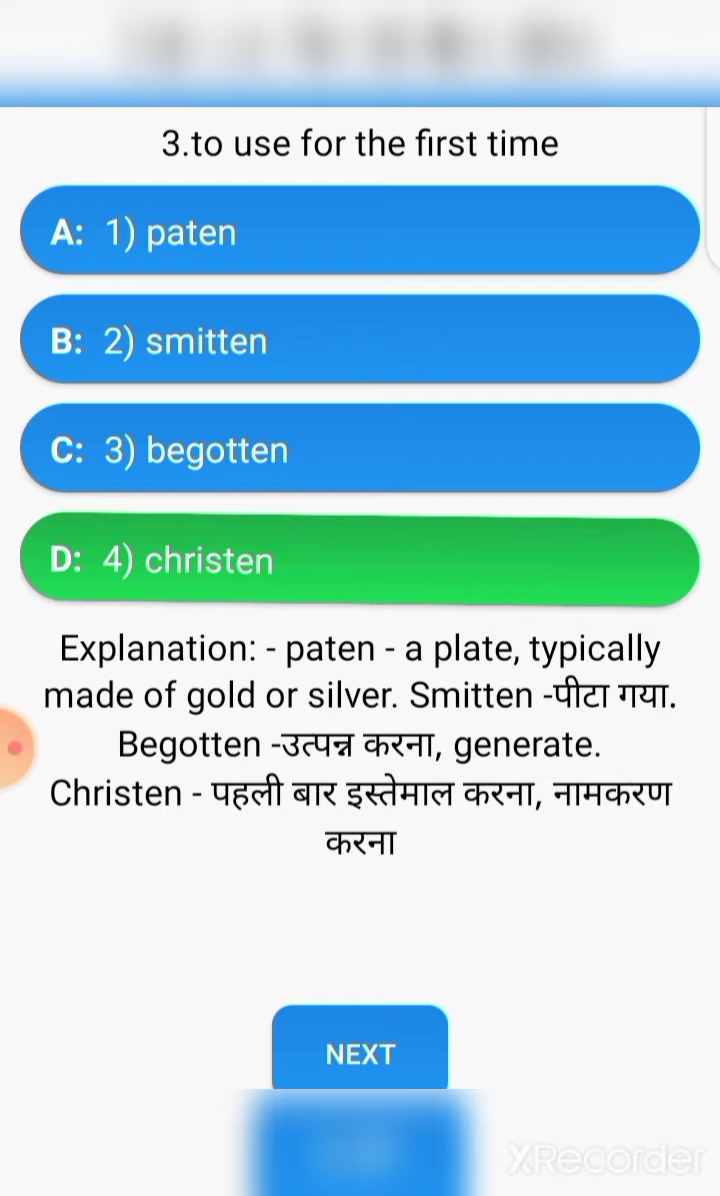 3.to use for the first time
A: 1) paten
B: 2) smitten
C: 3) begotten
D: 4) christen
Explanation: - paten - a plate, typically
made of gold or silver. Smitten -पीटा गया.
Begotten -उत्पन्न करना, generate.
Christen - पहली बार इस्तेमाल करना, नामकरण
करना
NEXT
XRecorder